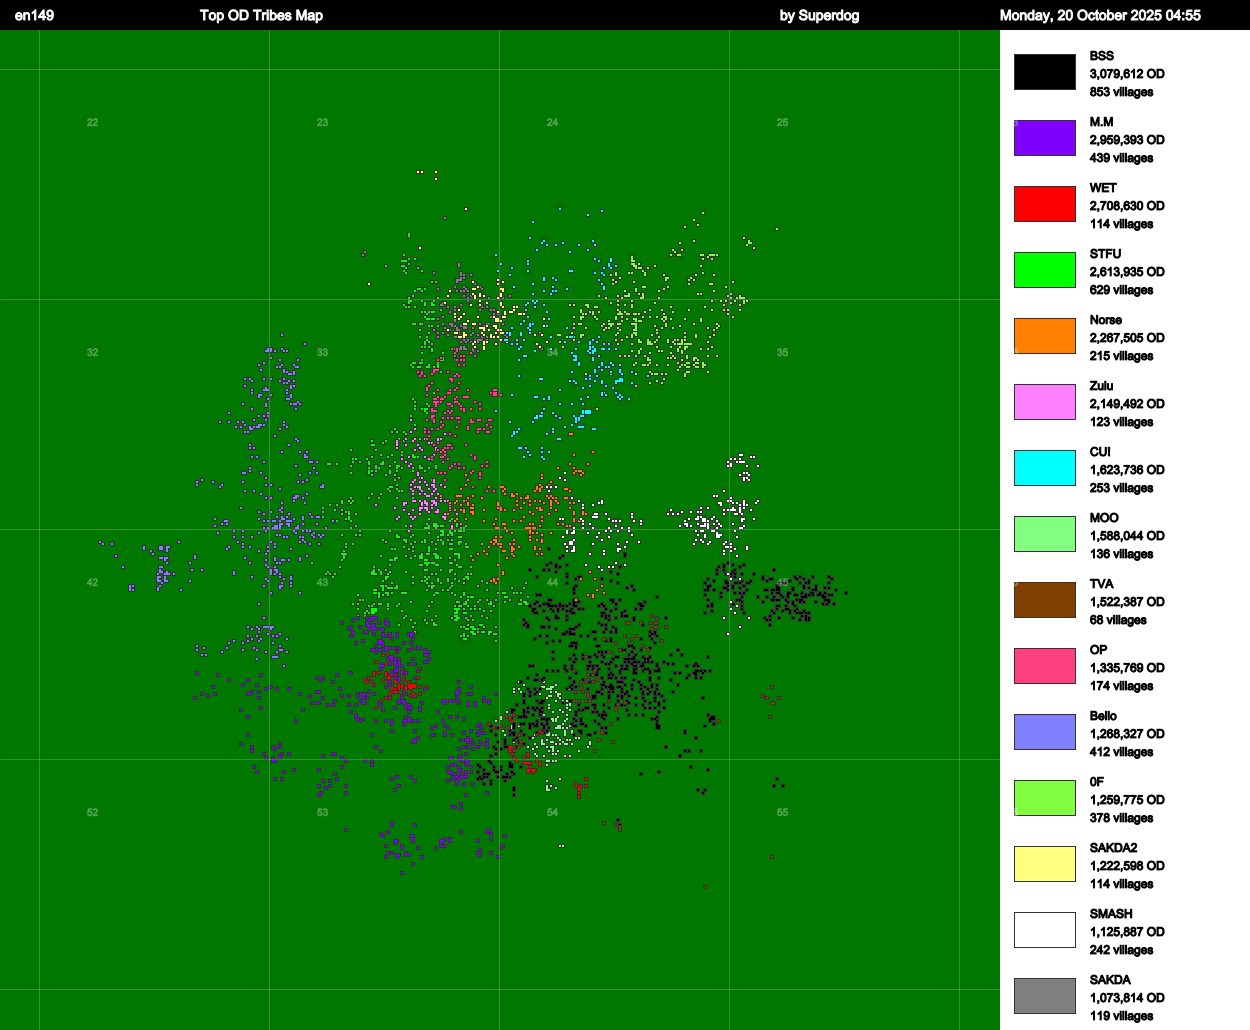 en149
Top OD Tribes Map
by Superdog
Monday, 20 October 2025 04:55
22
23
24
25
32
33
34
35
42
43
44
45
52
53
54
55
BSS
3,079,612 OD
853 villages
M.M
2,959,393 OD
439 villages
WET
2,708,630 OD
114 villages
STFU
2,613,935 OD
629 villages
Norse
2,267,505 OD
215 villages
Zulu
2,149,492 OD
123 villages
CUI
1,623,736 OD
253 villages
MOO
1,588,044 OD
136 villages
TVA
1,522,387 OD
68 villages
OP
1,335,769 OD
174 villages
Bello
1,268,327 OD
412 villages
0F
1,259,775 OD
378 villages
SAKDA2
1,222,598 OD
114 villages
SMASH
1,125,887 OD
242 villages
SAKDA
1,073,814 OD
119 villages